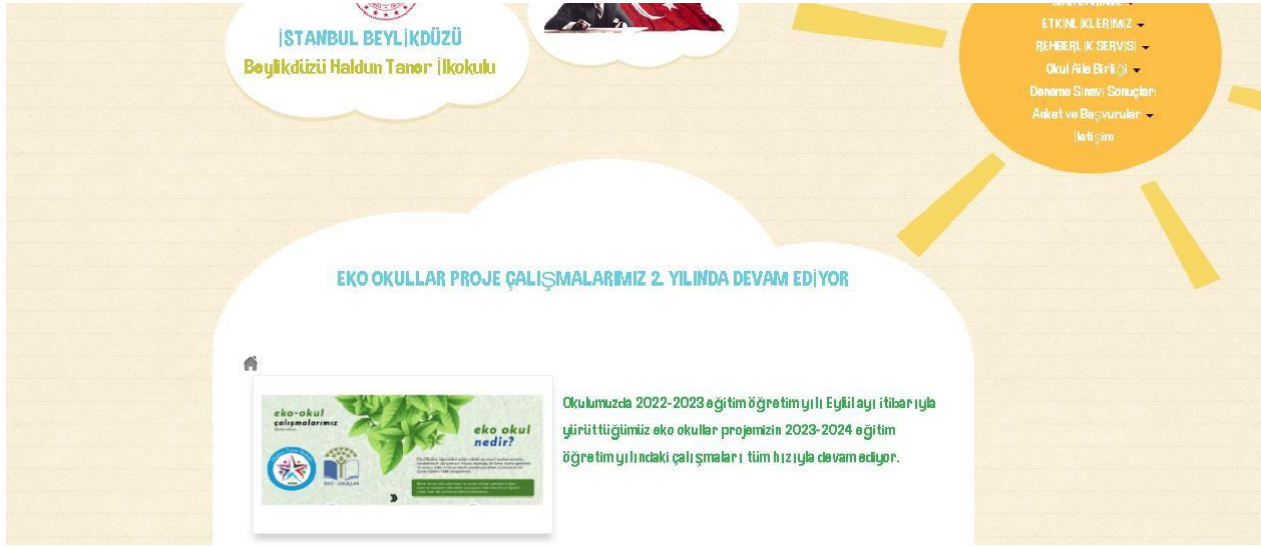 İSTANBUL BEYLİKDÜZÜ
Beylikdüzü Haldun Taner İlkokulu
ETKİNLİKLERİMİZ
REHBERLİK SERVİSİ
Okul Aile Birliği
Deneme Sınavı Sonuçları
Anket ve Başvurular
İletişim
EKO OKULLAR PROJE ÇALIŞMALARIMIZ 2. YILINDA DEVAM EDİYOR
eko-okul
çalışmalarımız
eko okul
nedir?
EKO - OKULLAR
Okulumuzda 2022-2023 eğitim öğretim yılı Eylül ayı itibarıyla
yürüttüğümüz eko okullar projemizin 2023-2024 eğitim
öğretim yılındaki çalışmaları tüm hızıyla devam ediyor.